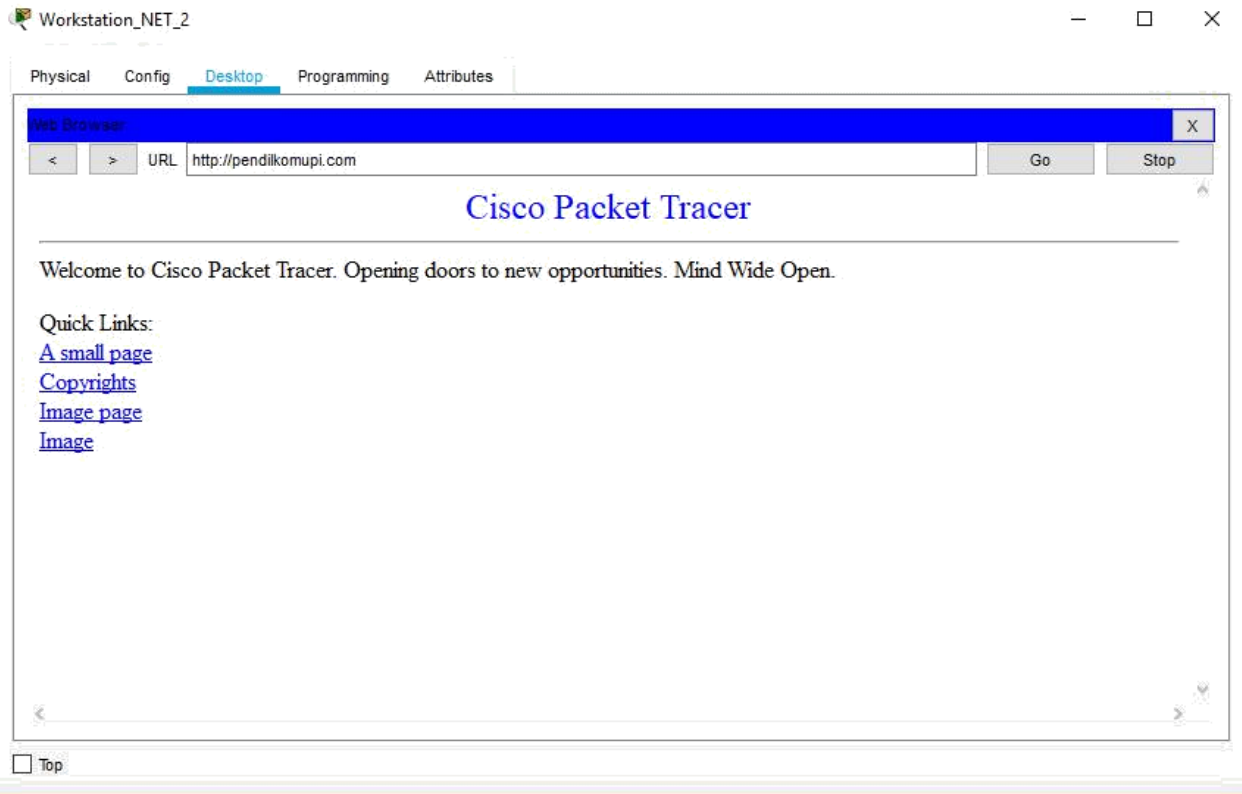 Workstation_NET_2
Physical Config Desktop Programming Attributes
Web Browser
X
< > URL http://pendilkomupi.com Go Stop
Cisco Packet Tracer
Welcome to Cisco Packet Tracer. Opening doors to new opportunities. Mind Wide Open.
Quick Links:
A small page
Copyrights
Image page
Image
Top